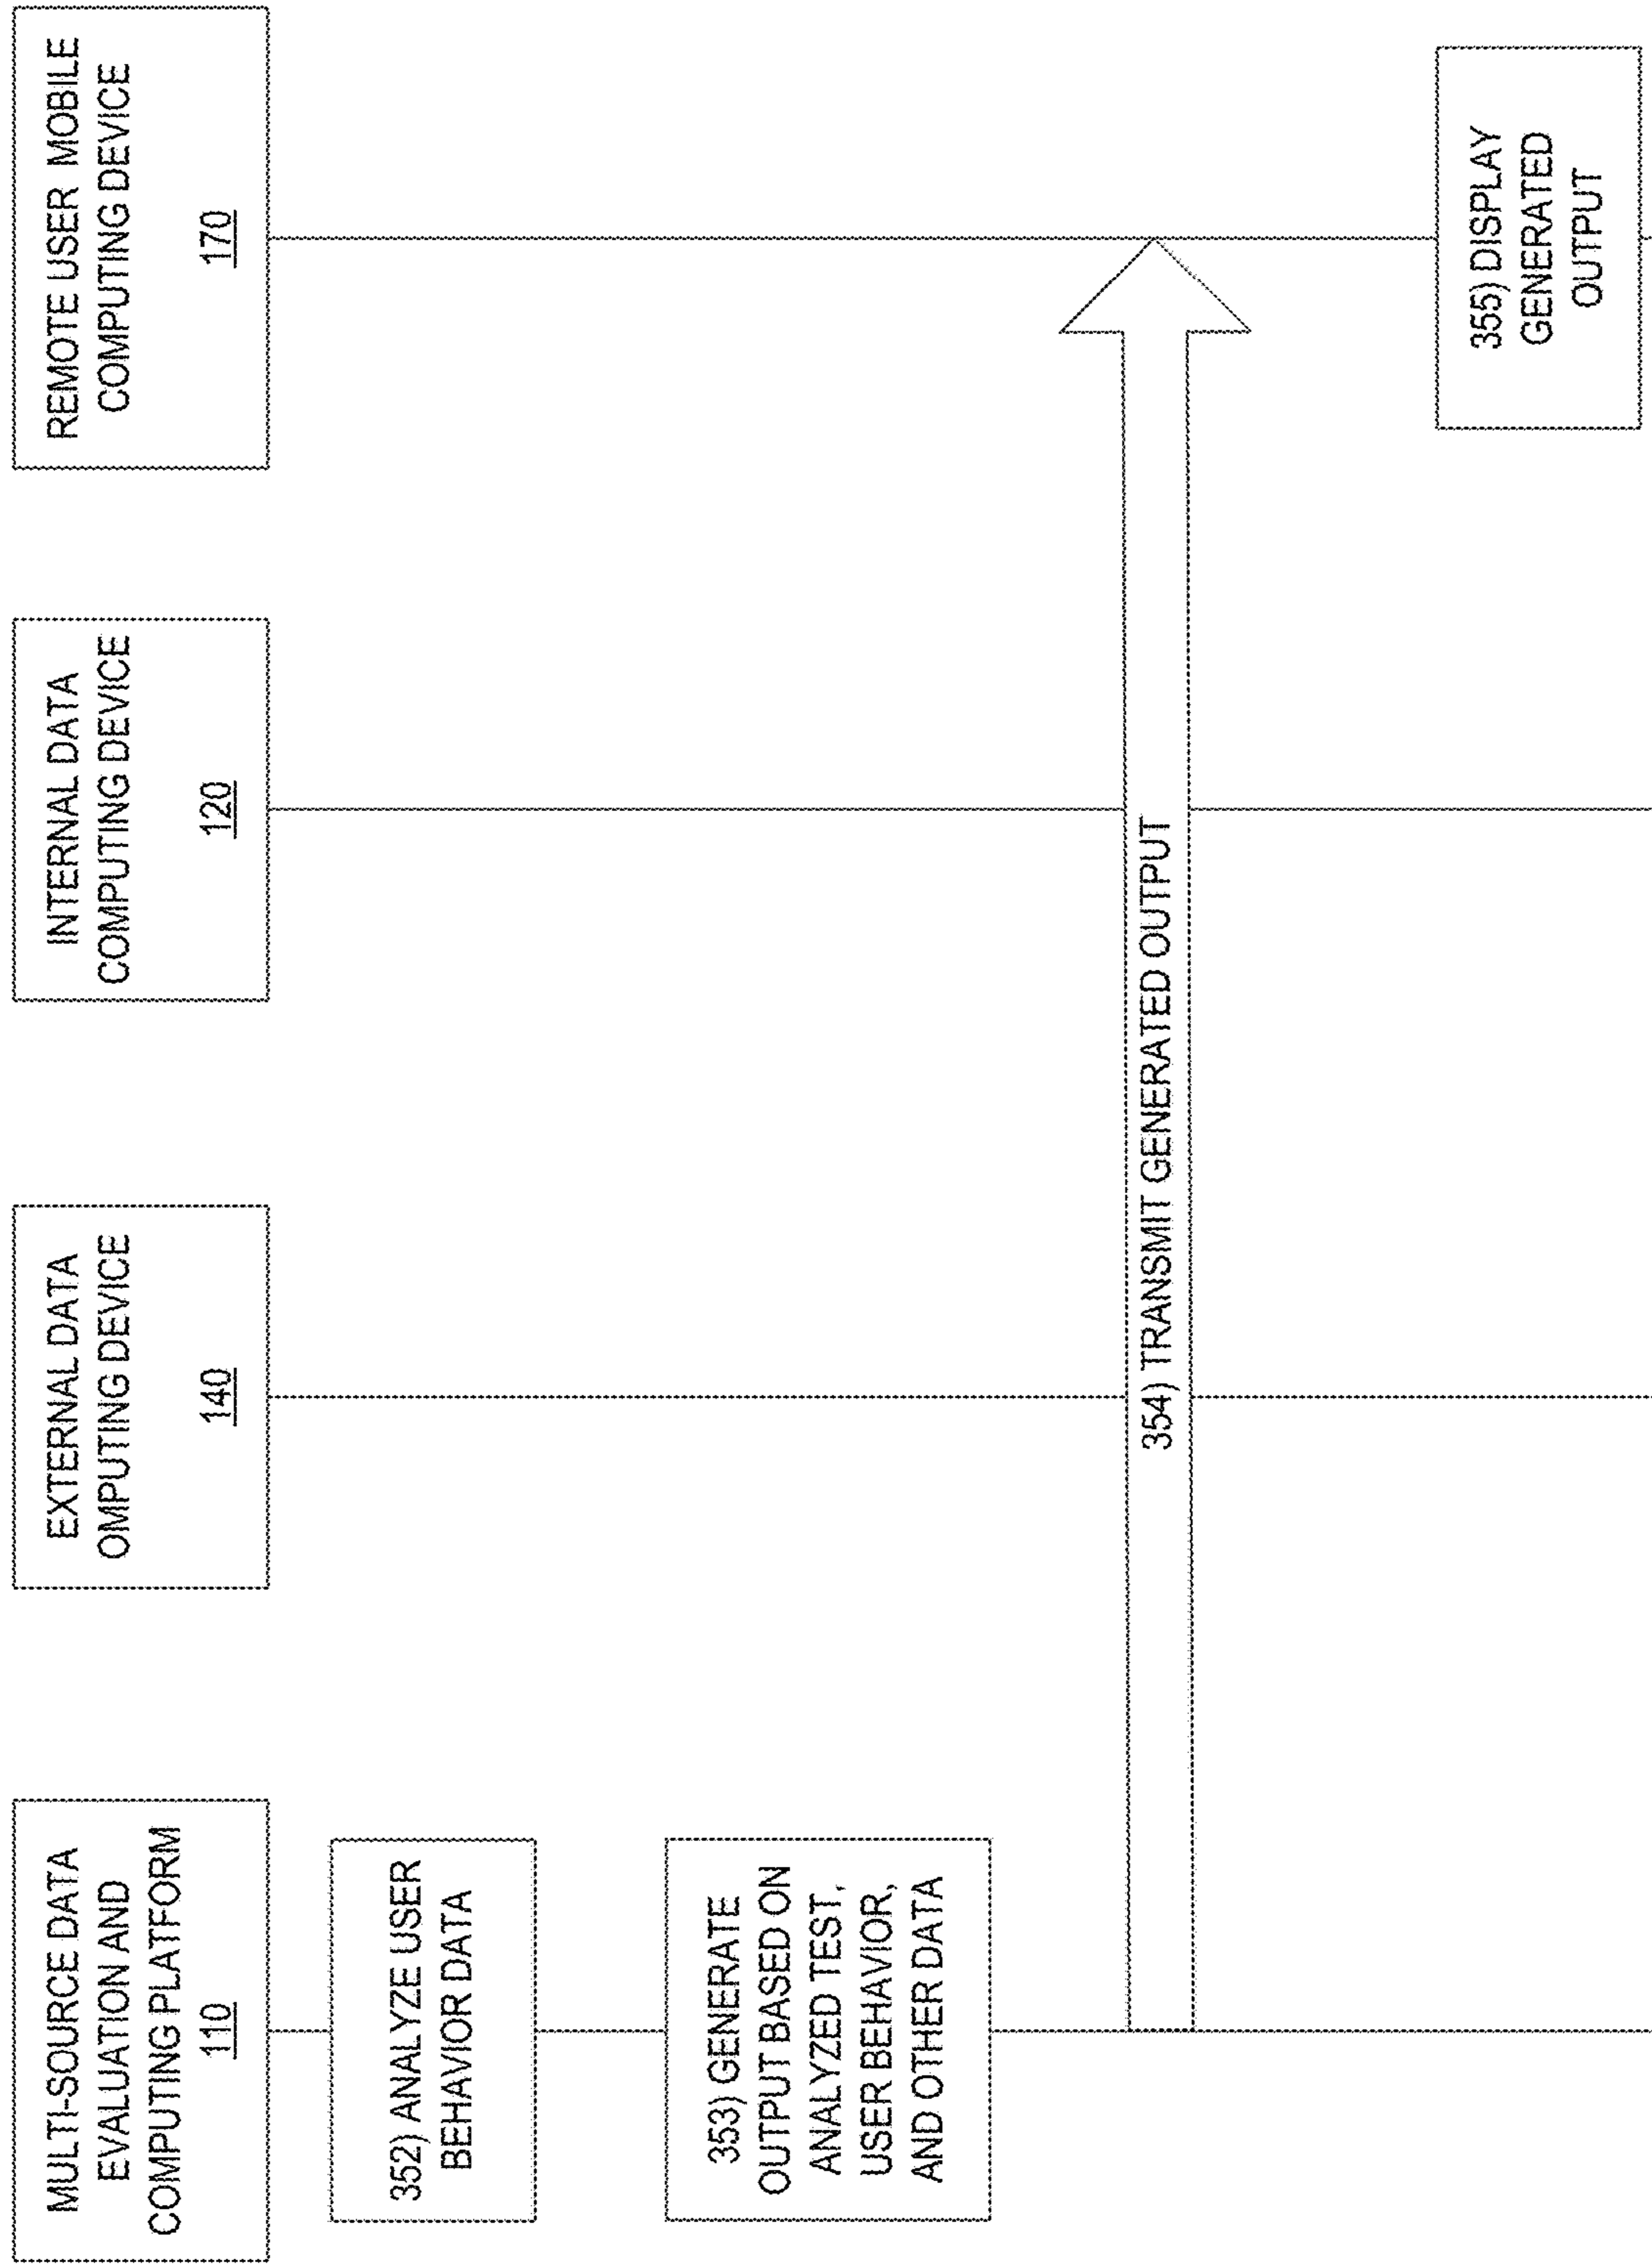 MULTI-SOURCE DATA
EVALUATION AND
COMPUTING PLATFORM
110
EXTERNAL DATA
OMPUTING DEVICE
140
INTERNAL DATA
COMPUTING DEVICE
120
REMOTE USER MOBILE
COMPUTING DEVICE
170
352) ANALYZE USER
BEHAVIOR DATA
353) GENERATE
OUTPUT BASED ON
ANALYZED TEST,
USER BEHAVIOR,
AND OTHER DATA
354) TRANSMIT GENERATED OUTPUT
355) DISPLAY
GENERATED
OUTPUT